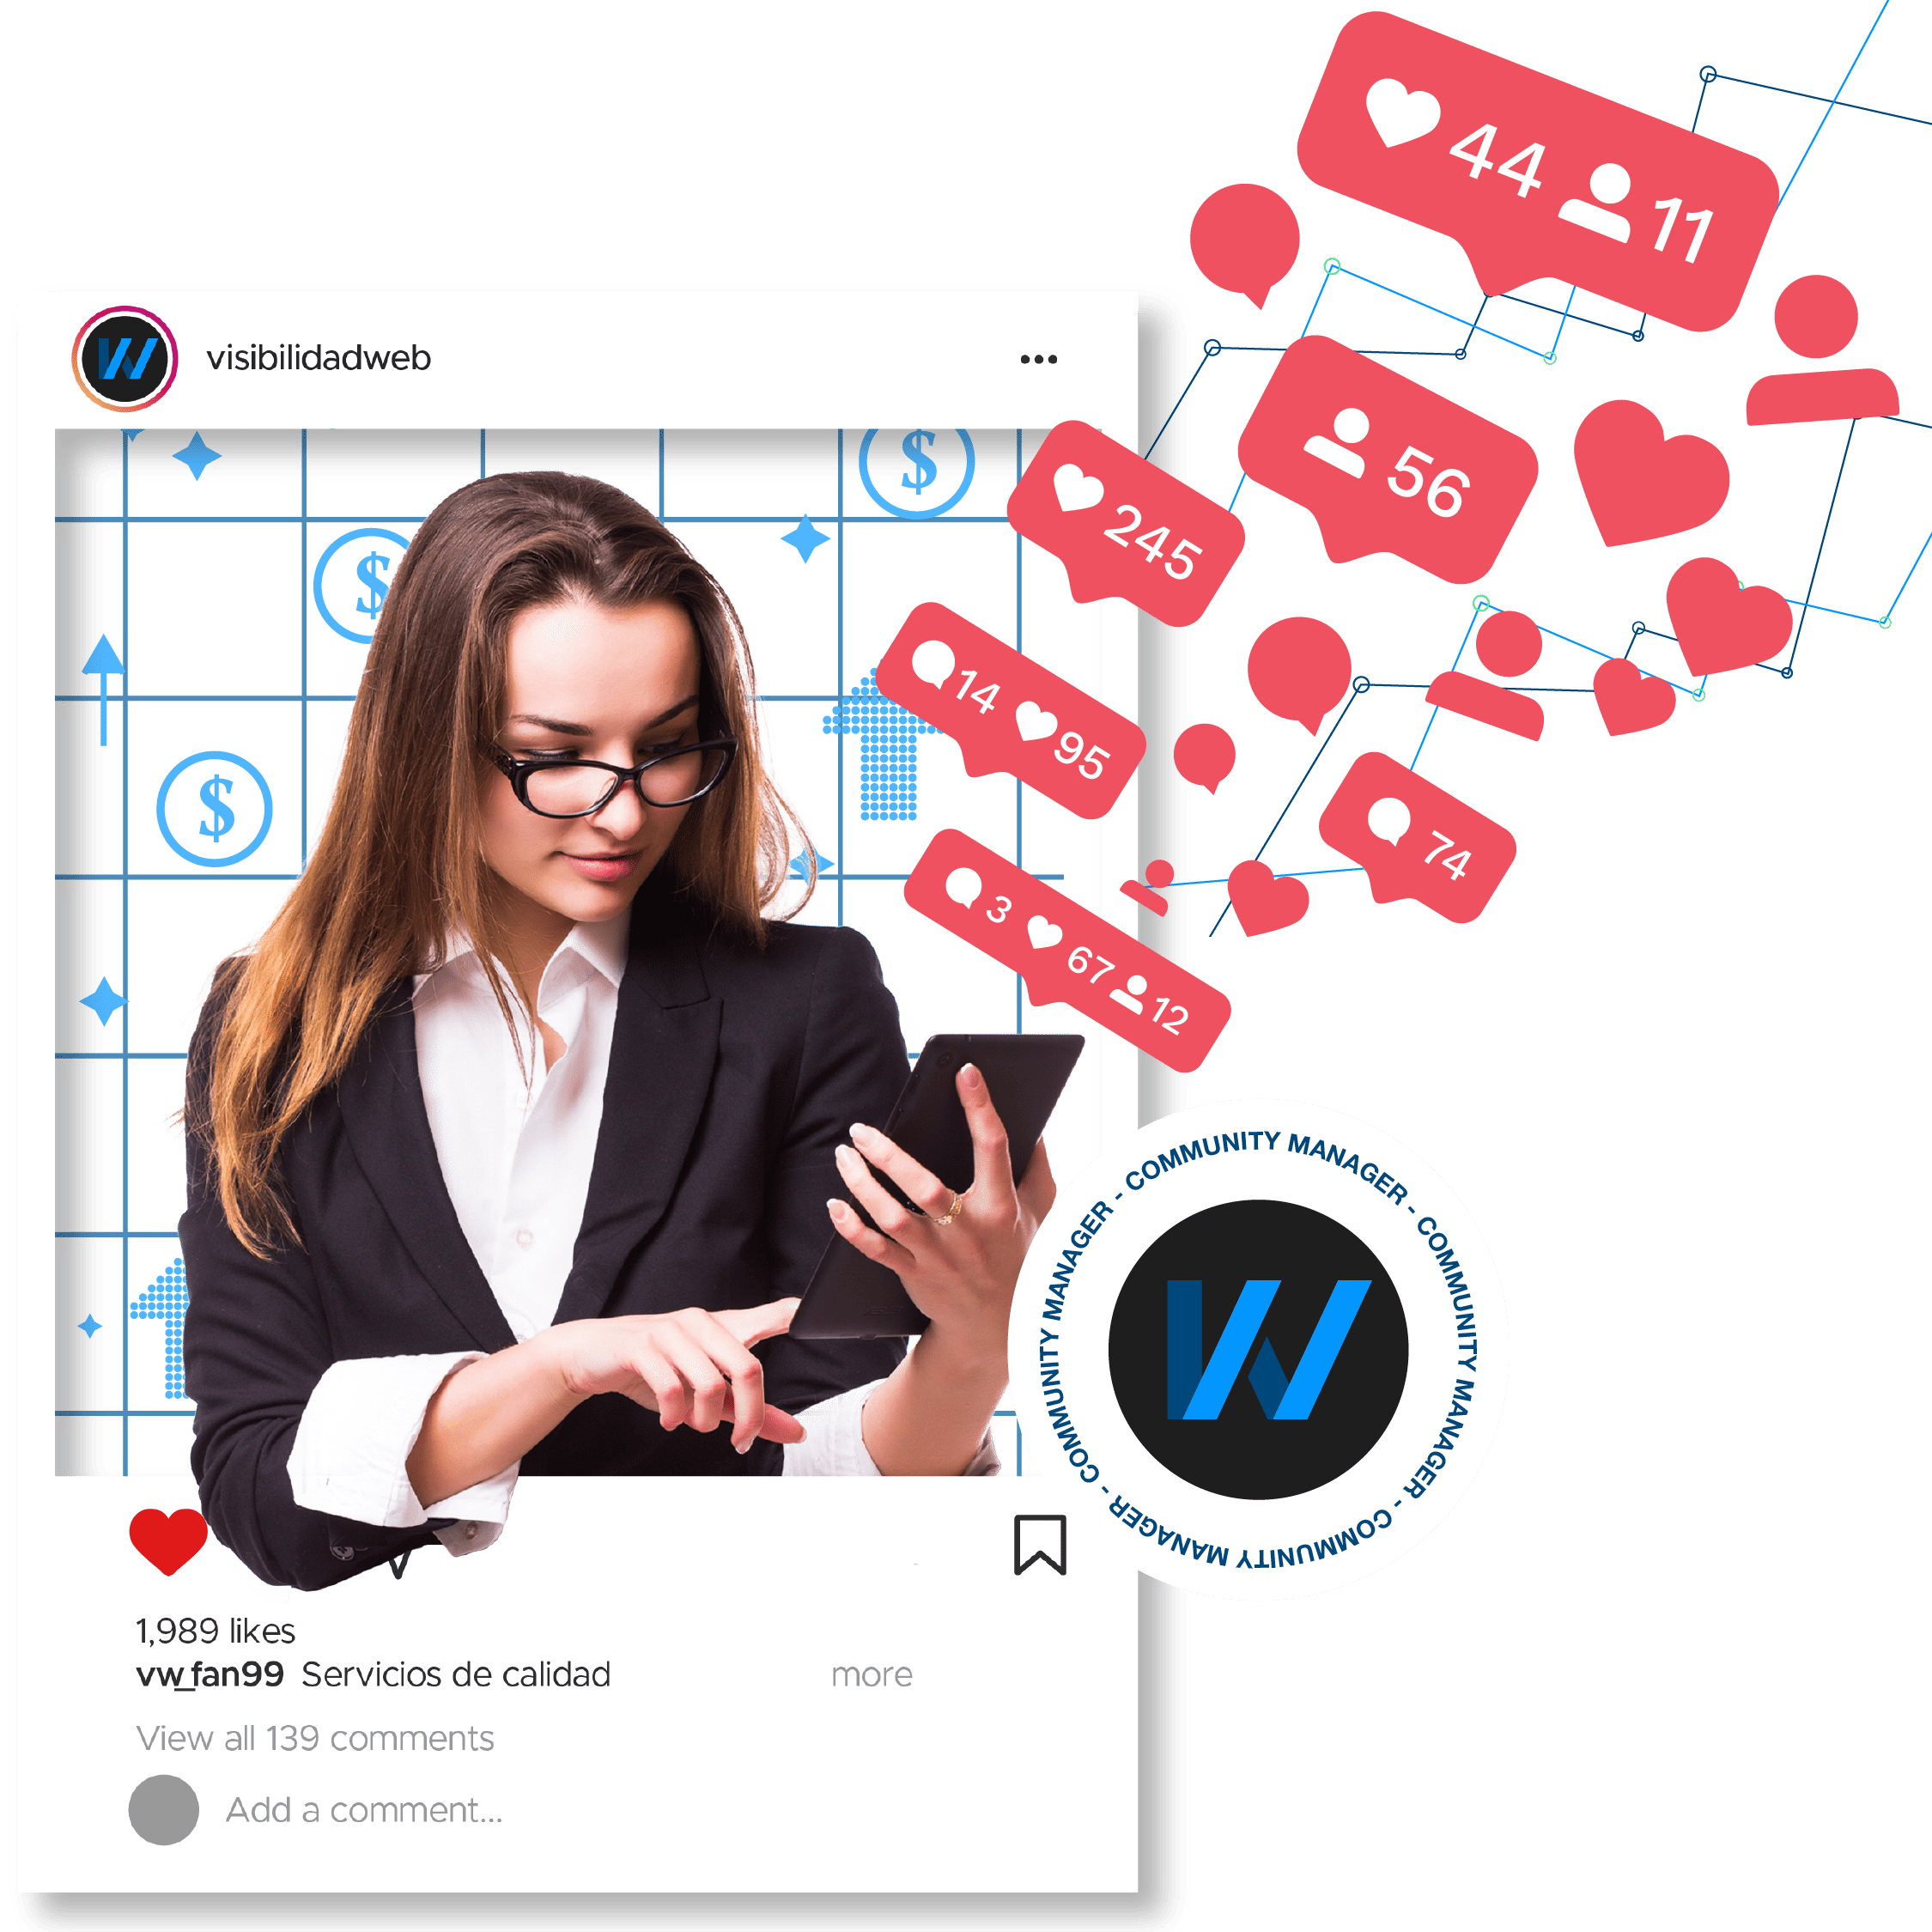 44 11
visibilidadweb
56
245
14 95
74
3 67 12
COMMUNITY MANAGER - COMMUNITY MANAGER - COMMUNITY MANAGER - COMMUNITY MANAGER -
1,989 likes
vw_fan99 Servicios de calidad more
View all 139 comments
Add a comment...